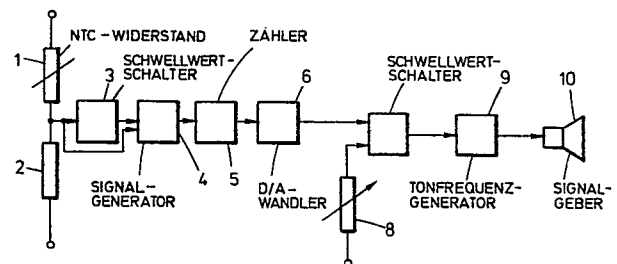 1
NTC-WIDERSTAND
3
SCHWELLWERT-
SCHALTER
ZÄHLER
6
SCHWELLWERT-
SCHALTER
9
10
2
SIGNAL-
GENERATOR
4
5
D/A-
WANDLER
8
TONFREQUENZ-
GENERATOR
SIGNAL-
GEBER